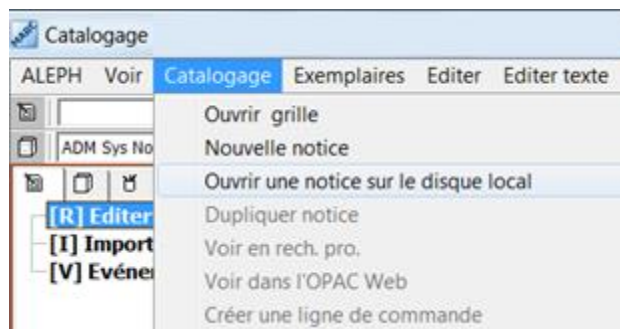 MARC Catalogage
ALEPH Voir Catalogage Exemplaires Editer Editer texte
Ouvrir grille
ADM Sys No
Nouvelle notice
Ouvrir une notice sur le disque local
[R] Editer
Dupliquer notice
[I] Import
Voir en rech. pro.
[V] Evéner
Voir dans l'OPAC Web
Créer une ligne de commande